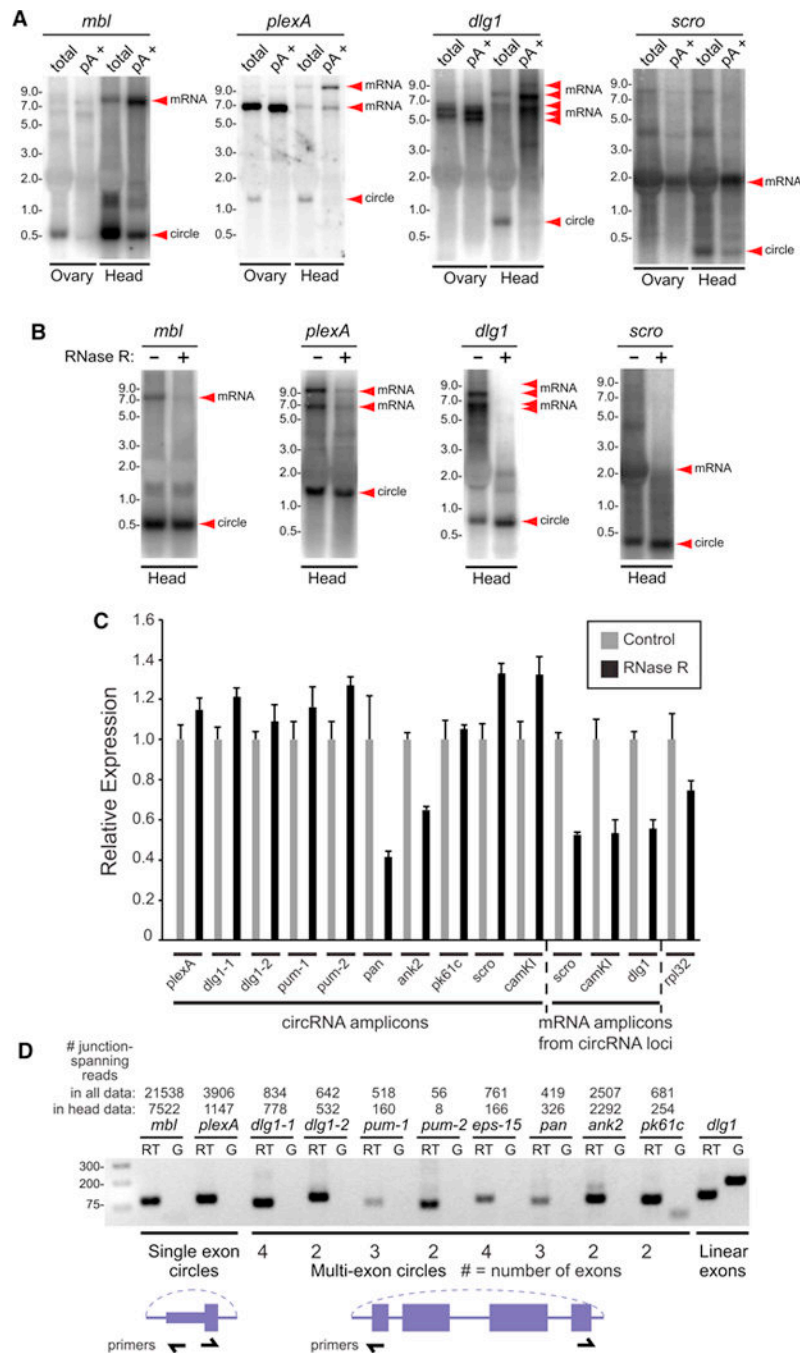 A
mbl plexA dlg1 scro
total pA + total pA + total pA + total pA + total pA + total pA + total pA + total pA +
9.0- 7.0- 5.0- 3.0- 2.0- 1.0- 0.5- mRNA circle
9.0- 7.0- 5.0- 3.0- 2.0- 1.0- 0.5- mRNA mRNA circle
9.0- 7.0- 5.0- 3.0- 2.0- 1.0- 0.5- mRNA mRNA circle
9.0- 7.0- 5.0- 3.0- 2.0- 1.0- 0.5- mRNA circle
Ovary Head Ovary Head Ovary Head Ovary Head
B
mbl plexA dlg1 scro
RNase R: – + – + – + – +
9.0- 7.0- 5.0- 3.0- 2.0- 1.0- 0.5- mRNA circle
9.0- 7.0- 5.0- 3.0- 2.0- 1.0- 0.5- mRNA mRNA circle
9.0- 7.0- 5.0- 3.0- 2.0- 1.0- 0.5- mRNA mRNA circle
9.0- 7.0- 5.0- 3.0- 2.0- 1.0- 0.5- mRNA circle
Head Head Head Head
C
Relative Expression
1.6
1.4
1.2
1.0
0.8
0.6
0.4
0.2
0
Control
RNase R
plexA dlg1-1 dlg1-2 pum-1 pum-2 pan ank2 pk61c scro camKI scro camKI dlg1 rpl32
circRNA amplicons mRNA amplicons
from circRNA loci
D
# junction-
spanning
reads
in all data: 21538 3906 834 642 518 56 761 419 2507 681
in head data: 7522 1147 778 532 160 8 166 326 2292 254
mbl plexA dlg1-1 dlg1-2 pum-1 pum-2 eps-15 pan ank2 pk61c dlg1
RT G RT G RT G RT G RT G RT G RT G RT G RT G RT G RT G
300-
200-
75-
Single exon circles 4 2 3 2 4 3 2 2 Linear exons
Multi-exon circles # = number of exons
primers primers